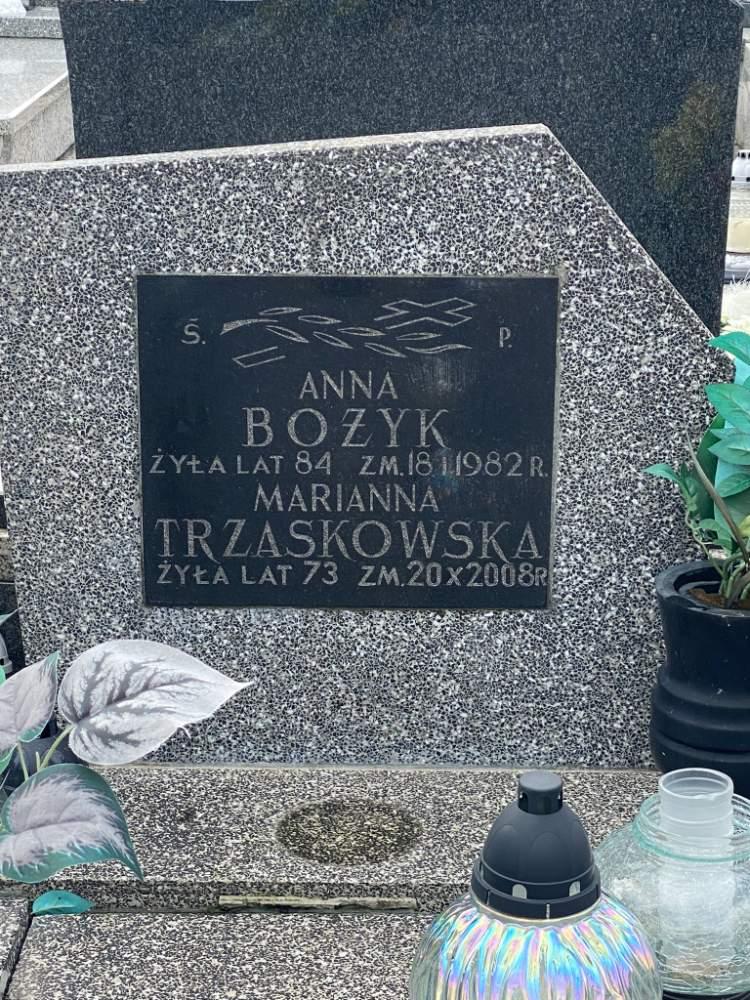 Ś. P.
ANNA
BOŻYK
ŻYŁA LAT 84 ZM. 18 I 1982 R.
MARIANNA
TRZASKOWSKA
ŻYŁA LAT 73 ZM. 20 X 2008 R